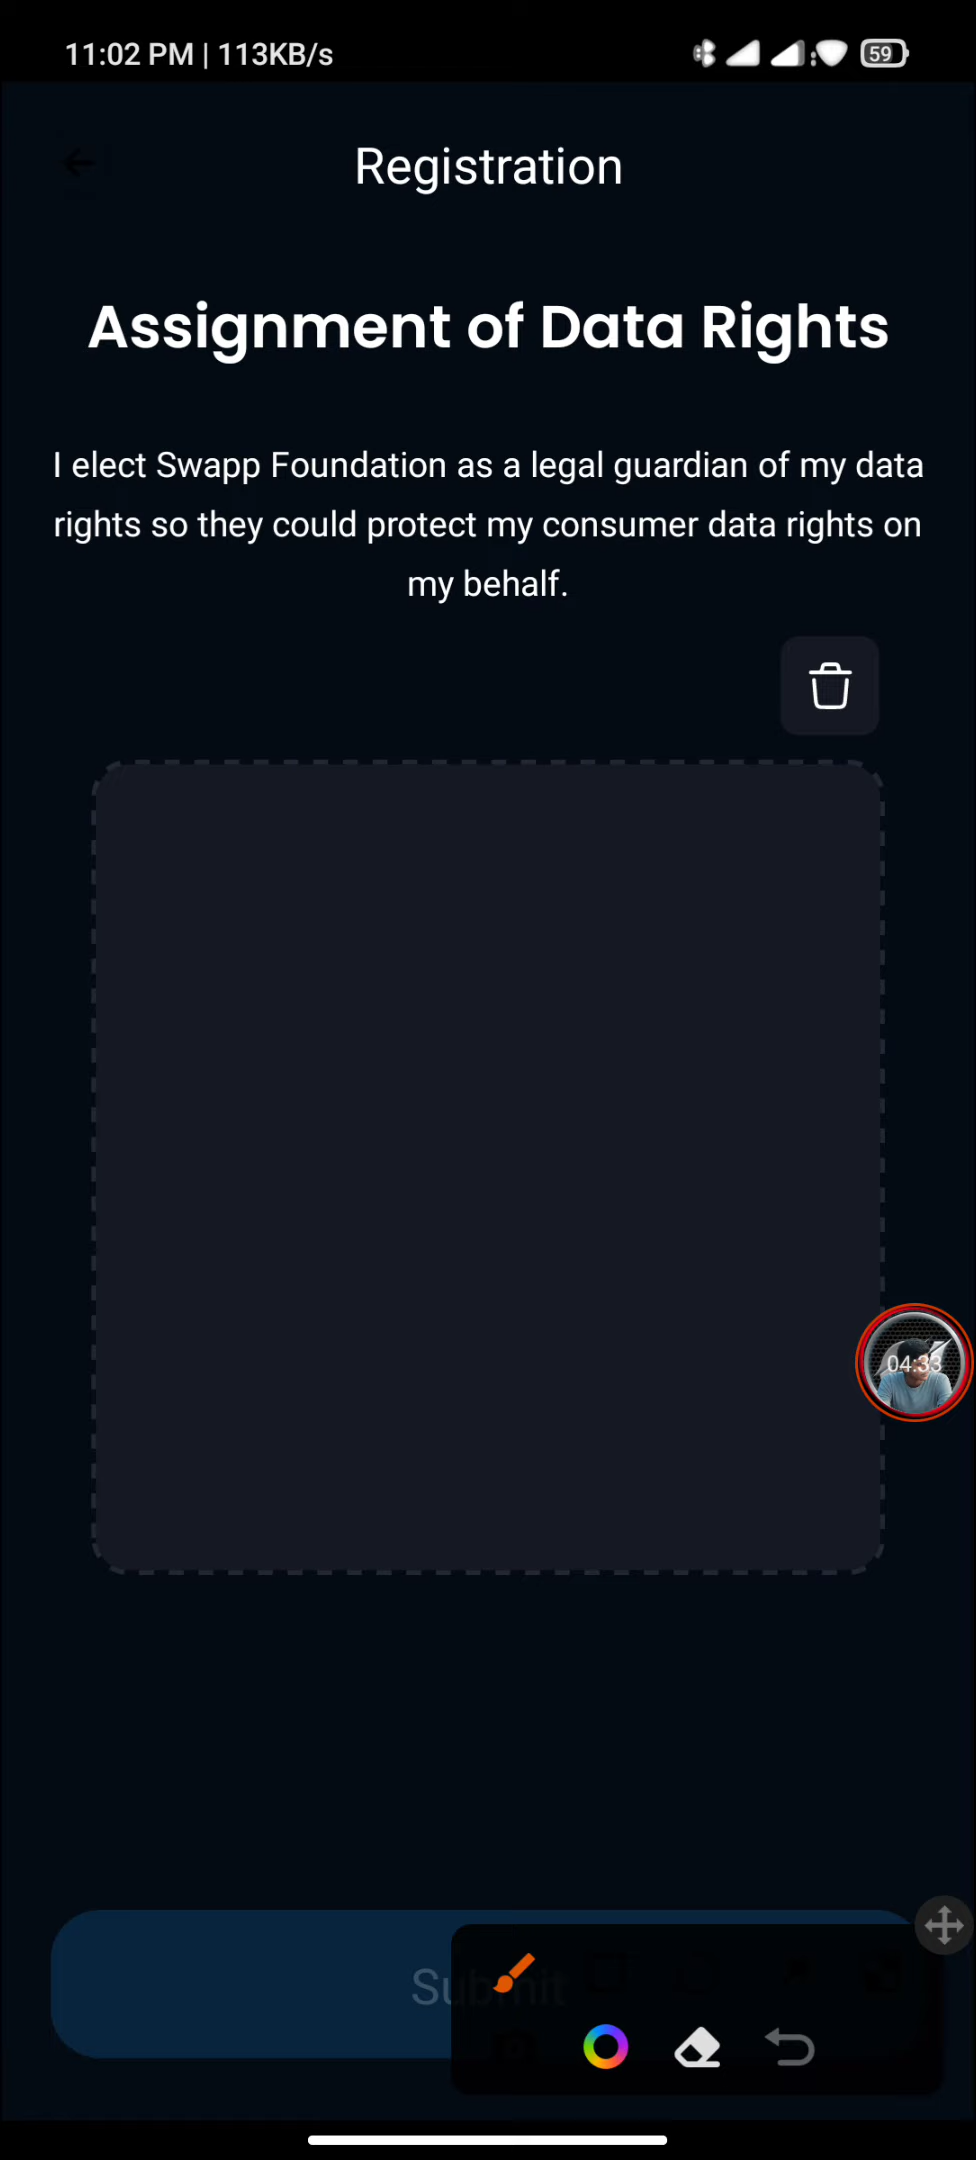 11:02 PM | 113KB/s
59
Registration
Assignment of Data Rights
I elect Swapp Foundation as a legal guardian of my data
rights so they could protect my consumer data rights on
my behalf.
04:33
Submit